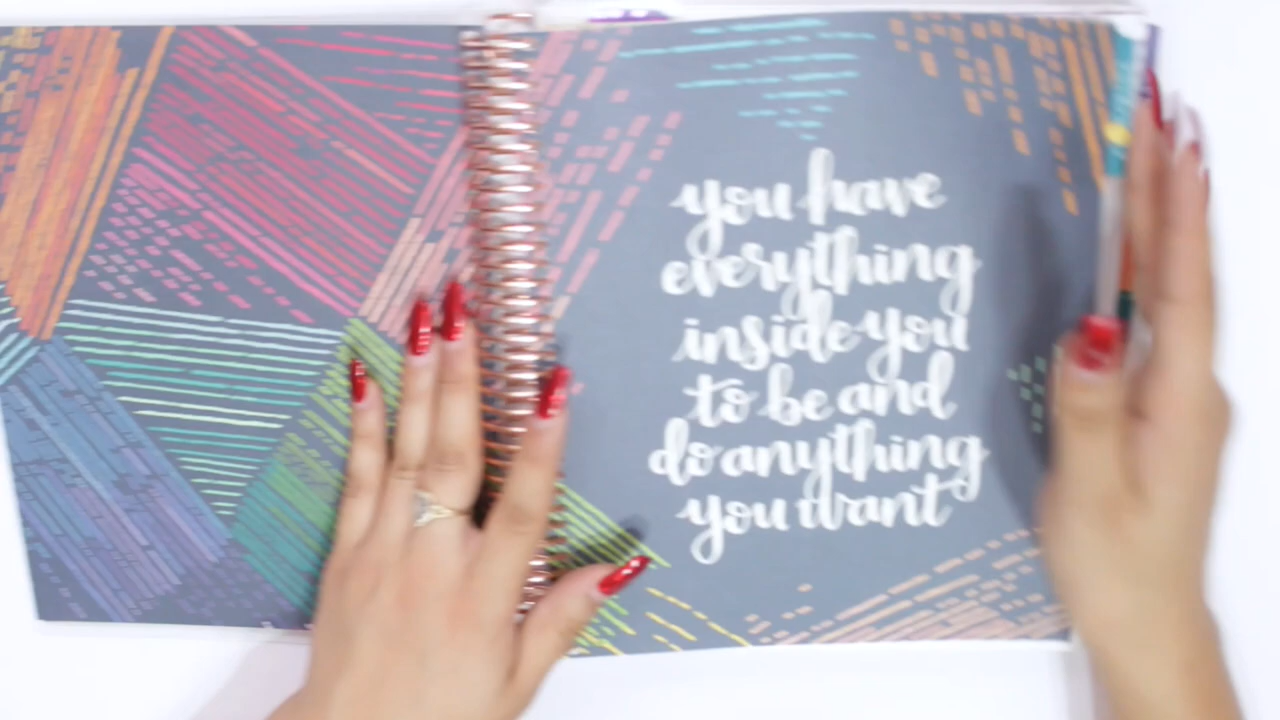 you have
everything
inside you
to be and
do anything
you want